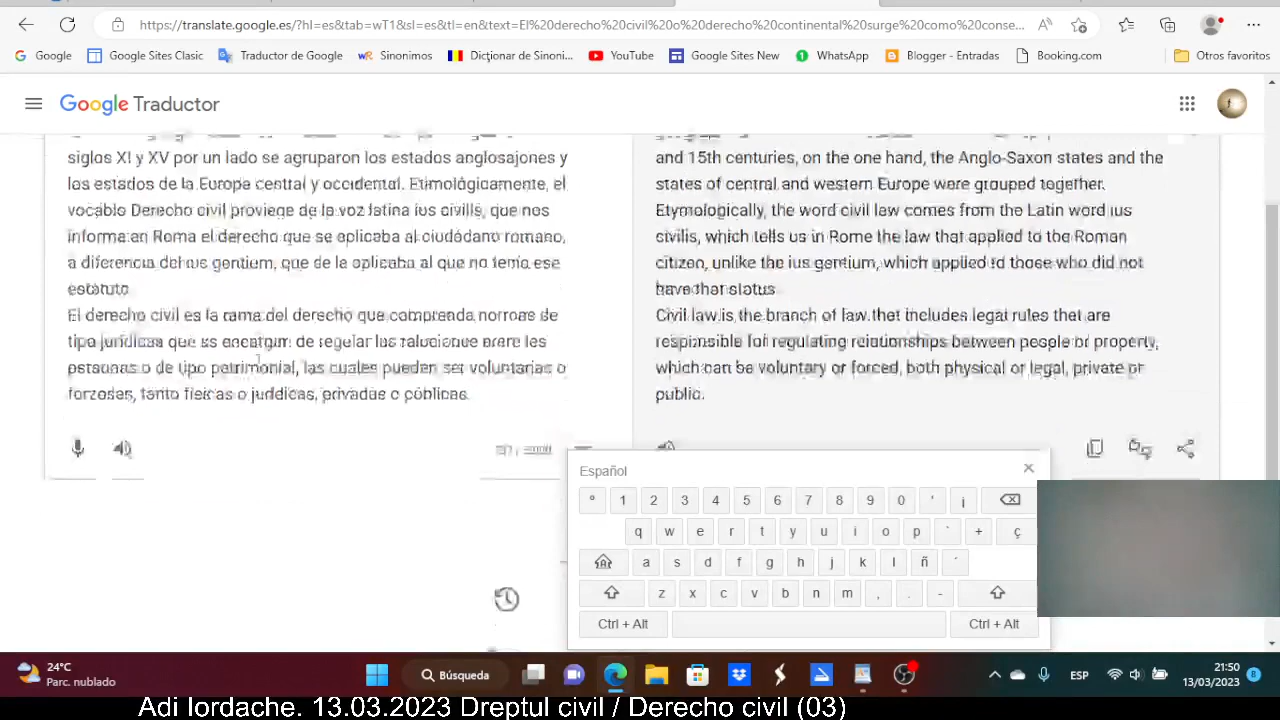 https://translate.google.es/?hl=es&tab=wT1&sl=es&tl=en&text=El%20derecho%20civil%20o%20derecho%20continental%20surge%20como%20conse...
Google
Google Sites Clasic
Traductor de Google
Sinonimos
Dicționar de Sinoni...
YouTube
Google Sites New
WhatsApp
Blogger - Entradas
Booking.com
Otros favoritos
Google Traductor
siglos XI y XV por un lado se agruparon los estados anglosajones y
los estados de la Europa central y occidental. Etimológicamente, el
vocablo Derecho civil proviene de la voz latina ius civilis, que nos
informa en Roma el derecho que se aplicaba al ciudadano romano,
a diferencia del ius gentium, que de la aplicaba al que no tenía ese
estatuto
El derecho civil es la rama del derecho que comprende normas de
tipo jurídicas que es encargan de regular las relaciones entre las
personas o de tipo patrimonial, las cuales pueden ser voluntarias o
forzosas, tanto físicas o jurídicas, privadas o públicas.
and 15th centuries, on the one hand, the Anglo-Saxon states and the
states of central and western Europe were grouped together.
Etymologically, the word civil law comes from the Latin word ius
civilis, which tells us in Rome the law that applied to the Roman
citizen, unlike the ius gentium, which applied to those who did not
have that status
Civil law is the branch of law that includes legal rules that are
responsible for regulating relationships between people or property,
which can be voluntary or forced, both physical or legal, private or
public.
Español
º 1 2 3 4 5 6 7 8 9 0 ' ¡
q w e r t y u i o p ` + ç
a s d f g h j k l ñ ´
z x c v b n m , . -
Ctrl + Alt
Ctrl + Alt
24°C
Parc. nublado
Búsqueda
ESP
21:50
13/03/2023
8
Adi Iordache. 13.03.2023 Dreptul civil / Derecho civil (03)